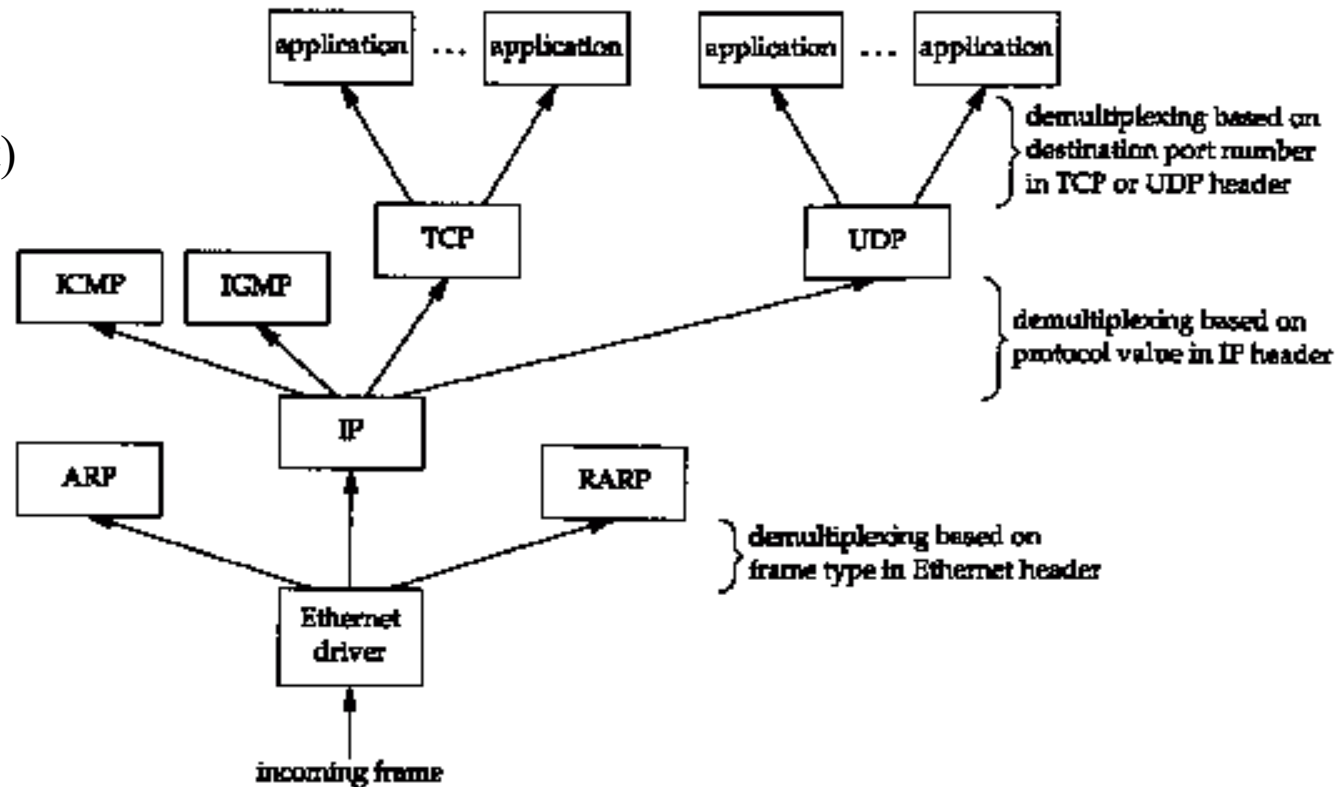 application ... application
application ... application
demultiplexing based on
destination port number
in TCP or UDP header
)
TCP
UDP
ICMP
IGMP
demultiplexing based on
protocol value in IP header
IP
ARP
RARP
demultiplexing based on
frame type in Ethernet header
Ethernet
driver
incoming frame